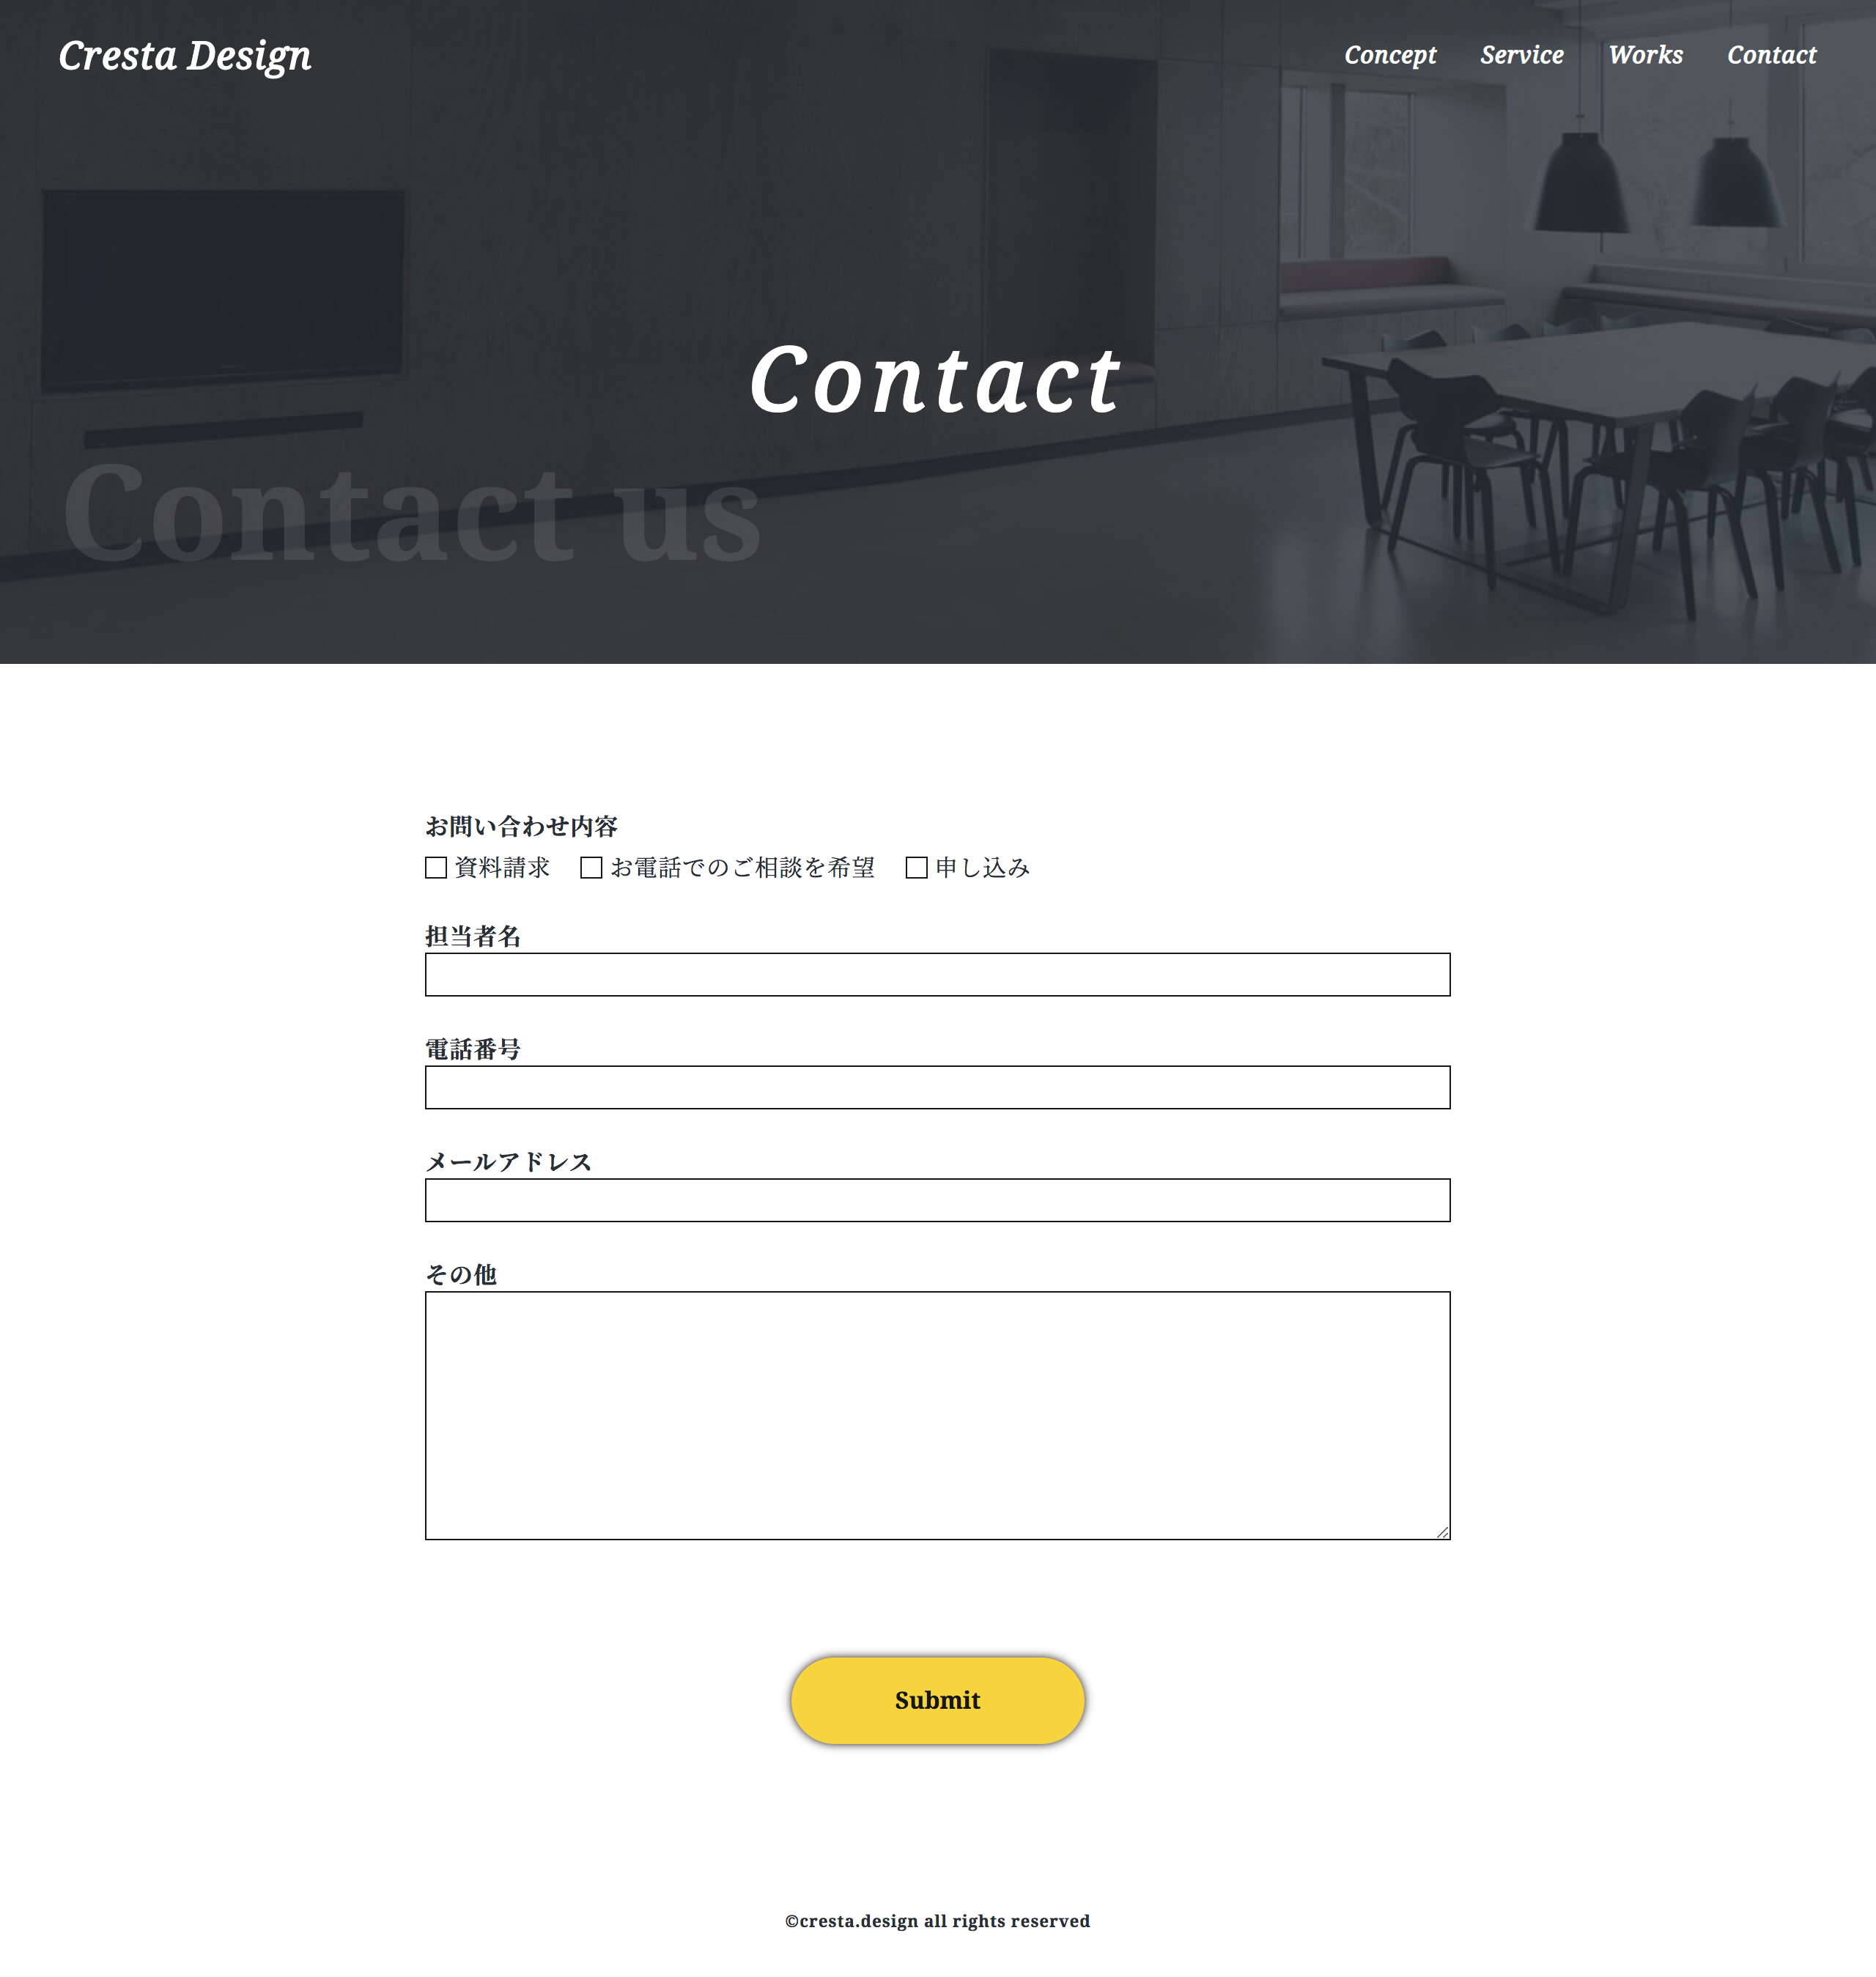 Cresta Design
Concept Service Works Contact
Contact
Contact us
お問い合わせ内容
資料請求 お電話でのご相談を希望 申し込み
担当者名
電話番号
メールアドレス
その他
Submit
©cresta.design all rights reserved